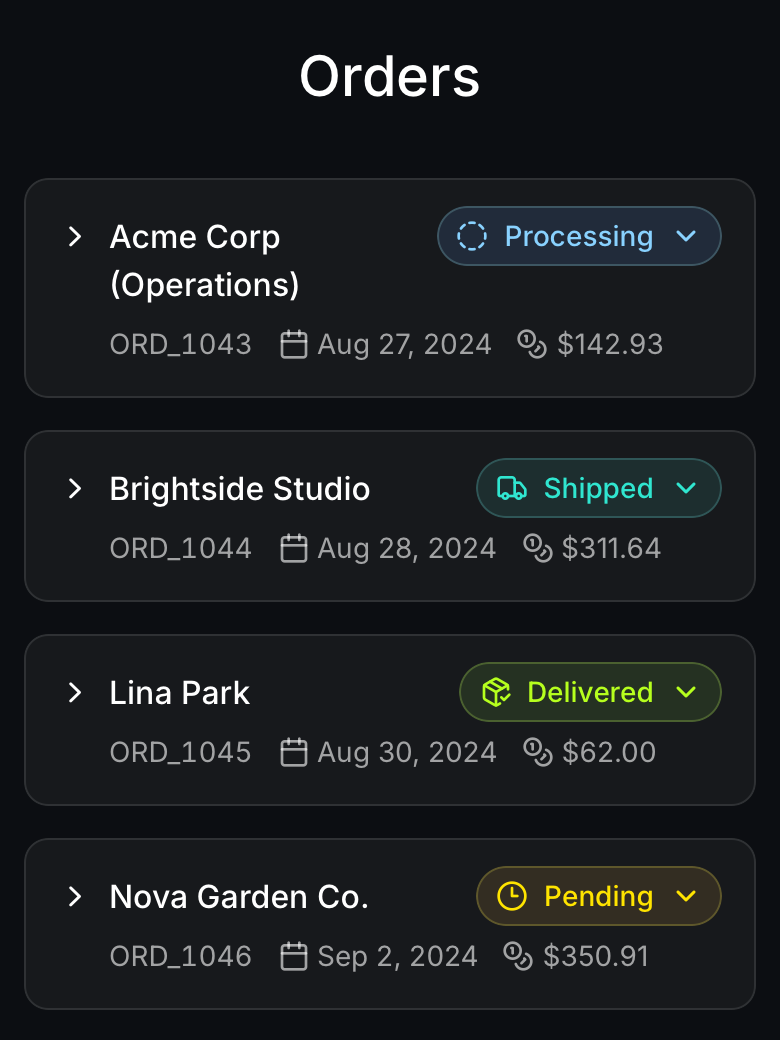 Orders
Acme Corp
(Operations)
Processing
ORD_1043 Aug 27, 2024 $142.93
Brightside Studio
Shipped
ORD_1044 Aug 28, 2024 $311.64
Lina Park
Delivered
ORD_1045 Aug 30, 2024 $62.00
Nova Garden Co.
Pending
ORD_1046 Sep 2, 2024 $350.91